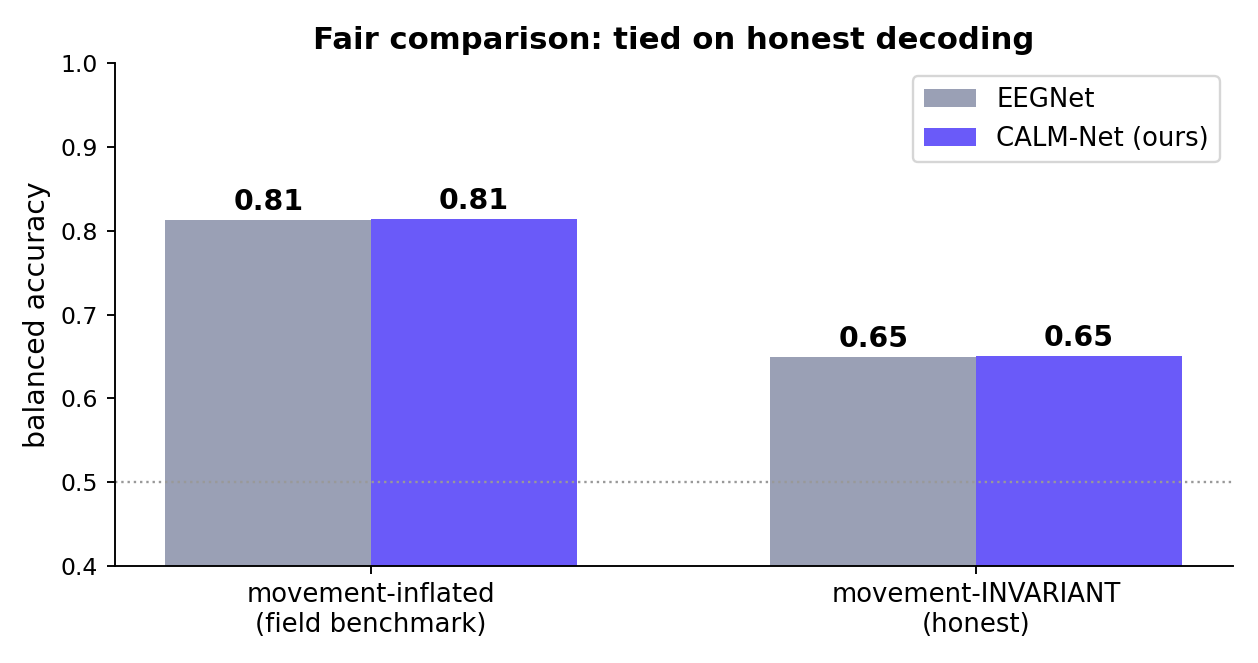 Fair comparison: tied on honest decoding
EEGNet
CALM-Net (ours)
balanced accuracy
1.0
0.9
0.8
0.7
0.6
0.5
0.4
0.81
0.81
0.65
0.65
movement-inflated
(field benchmark)
movement-INVARIANT
(honest)